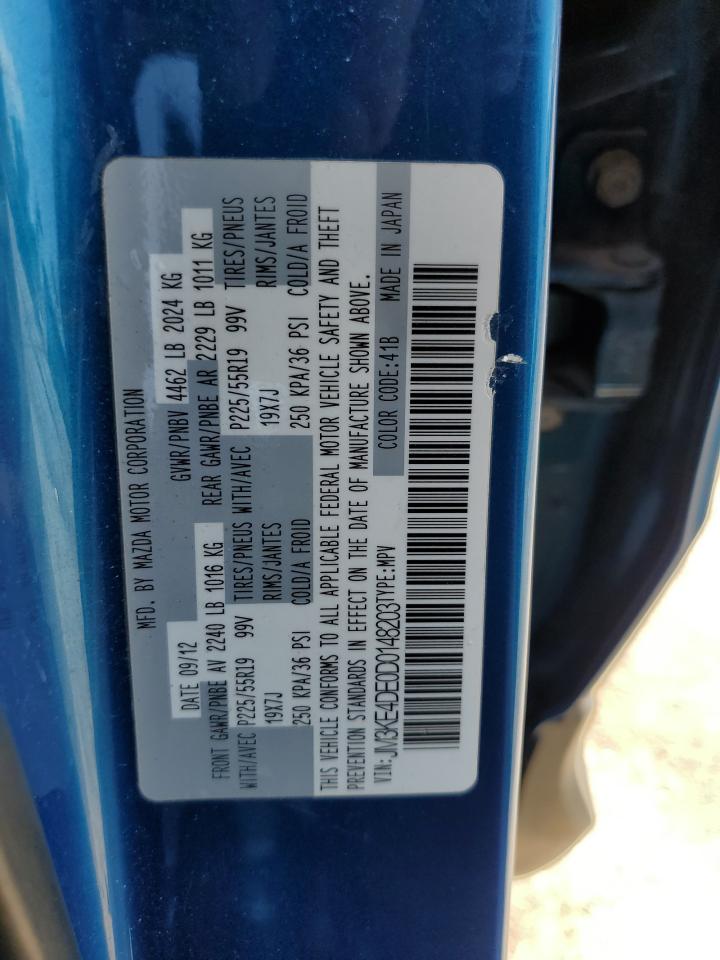 MFD. BY MAZDA MOTOR CORPORATION
DATE 09/12 GVWR/PNBV 4462 LB 2024 KG
FRONT GAWR/PNBE AV 2240 LB 1016 KG REAR GAWR/PNBE AR 2229 LB 1011 KG
WITH/AVEC P225/55R19 99V TIRES/PNEUS WITH/AVEC P225/55R19 99V TIRES/PNEUS
19X7J RIMS/JANTES 19X7J RIMS/JANTES
250 KPA/36 PSI COLD/A FROID 250 KPA/36 PSI COLD/A FROID
THIS VEHICLE CONFORMS TO ALL APPLICABLE FEDERAL MOTOR VEHICLE SAFETY AND THEFT
PREVENTION STANDARDS IN EFFECT ON THE DATE OF MANUFACTURE SHOWN ABOVE.
VIN:JM3KE4DE0D0148203 TYPE:MPV COLOR CODE:41B MADE IN JAPAN